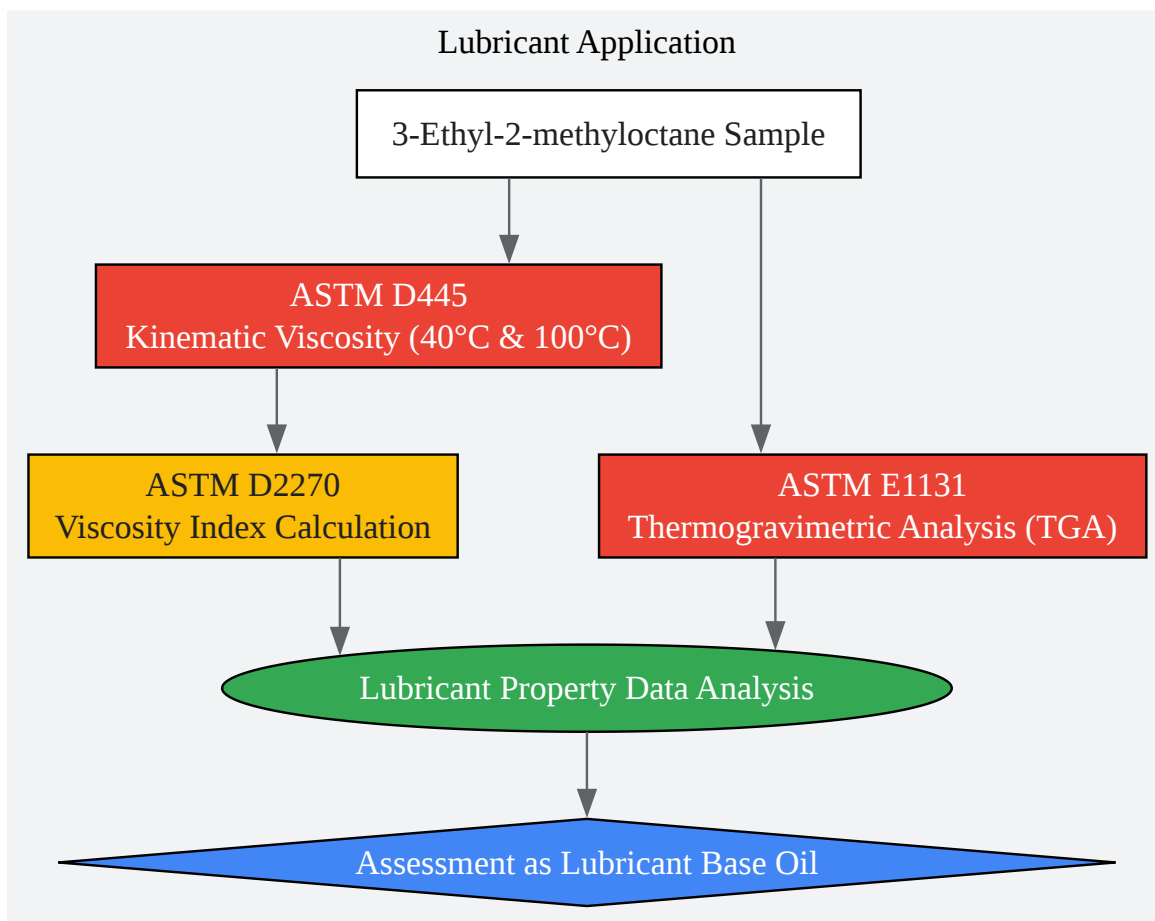 Lubricant Application
3-Ethyl-2-methyloctane Sample
ASTM D445
Kinematic Viscosity (40°C & 100°C)
ASTM D2270
Viscosity Index Calculation
ASTM E1131
Thermogravimetric Analysis (TGA)
Lubricant Property Data Analysis
Assessment as Lubricant Base Oil